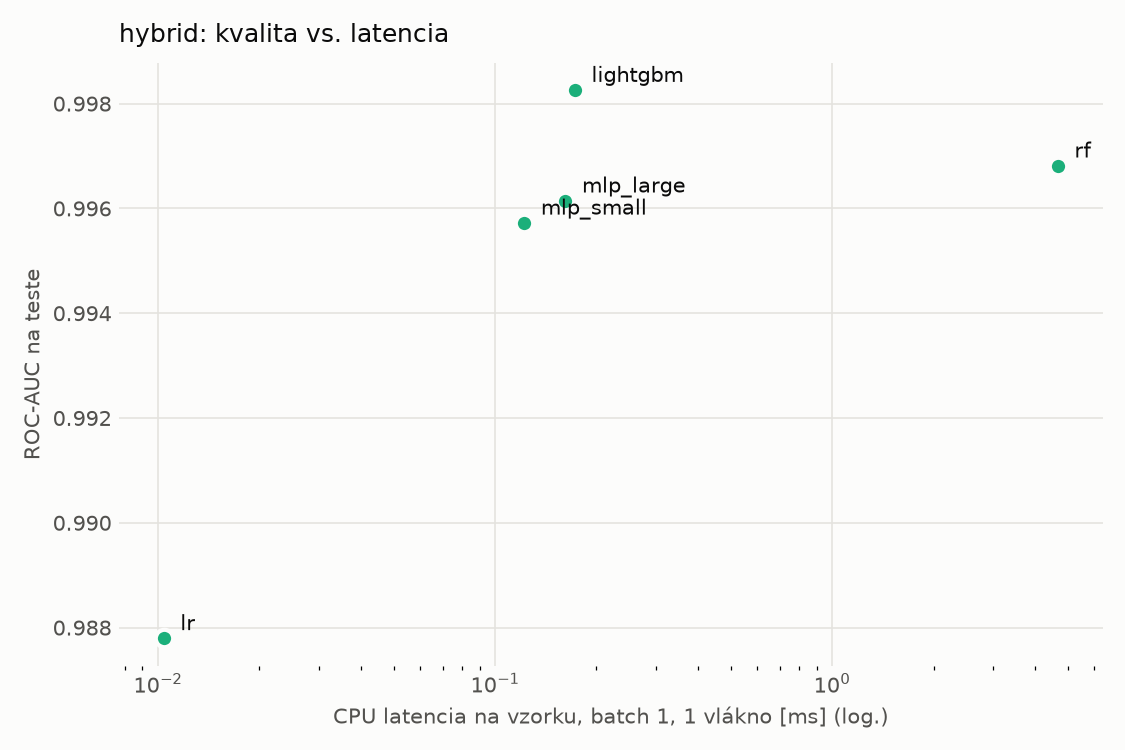 hybrid: kvalita vs. latencia
lightgbm
rf
mlp_large
mlp_small
lr
ROC-AUC na teste
0.998
0.996
0.994
0.992
0.990
0.988
10⁻² 10⁻¹ 10⁰
CPU latencia na vzorku, batch 1, 1 vlákno [ms] (log.)